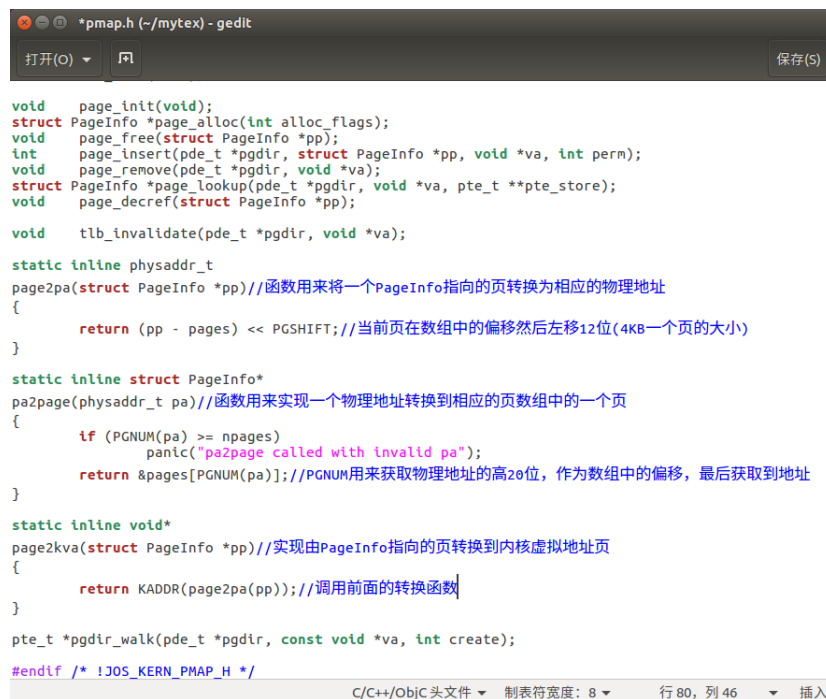 *pmap.h (~/mytex) - gedit
打开(O) 保存(S)
void page_init(void);
struct PageInfo *page_alloc(int alloc_flags);
void page_free(struct PageInfo *pp);
int page_insert(pde_t *pgdir, struct PageInfo *pp, void *va, int perm);
void page_remove(pde_t *pgdir, void *va);
struct PageInfo *page_lookup(pde_t *pgdir, void *va, pte_t **pte_store);
void page_decref(struct PageInfo *pp);
void tlb_invalidate(pde_t *pgdir, void *va);
static inline physaddr_t
page2pa(struct PageInfo *pp)//函数用来将一个PageInfo指向的页转换为相应的物理地址
{
return (pp - pages) << PGSHIFT;//当前页在数组中的偏移然后左移12位(4KB一个页的大小)
}
static inline struct PageInfo*
pa2page(physaddr_t pa)//函数用来实现一个物理地址转换到相应的页数组中的一个页
{
if (PGNUM(pa) >= npages)
panic("pa2page called with invalid pa");
return &pages[PGNUM(pa)];//PGNUM用来获取物理地址的高20位，作为数组中的偏移，最后获取到地址
}
static inline void*
page2kva(struct PageInfo *pp)//实现由PageInfo指向的页转换到内核虚拟地址页
{
return KADDR(page2pa(pp));//调用前面的转换函数
}
pte_t *pgdir_walk(pde_t *pgdir, const void *va, int create);
#endif /* !JOS_KERN_PMAP_H */
C/C++/ObjC 头文件 制表符宽度：8 行 80，列 46 插入